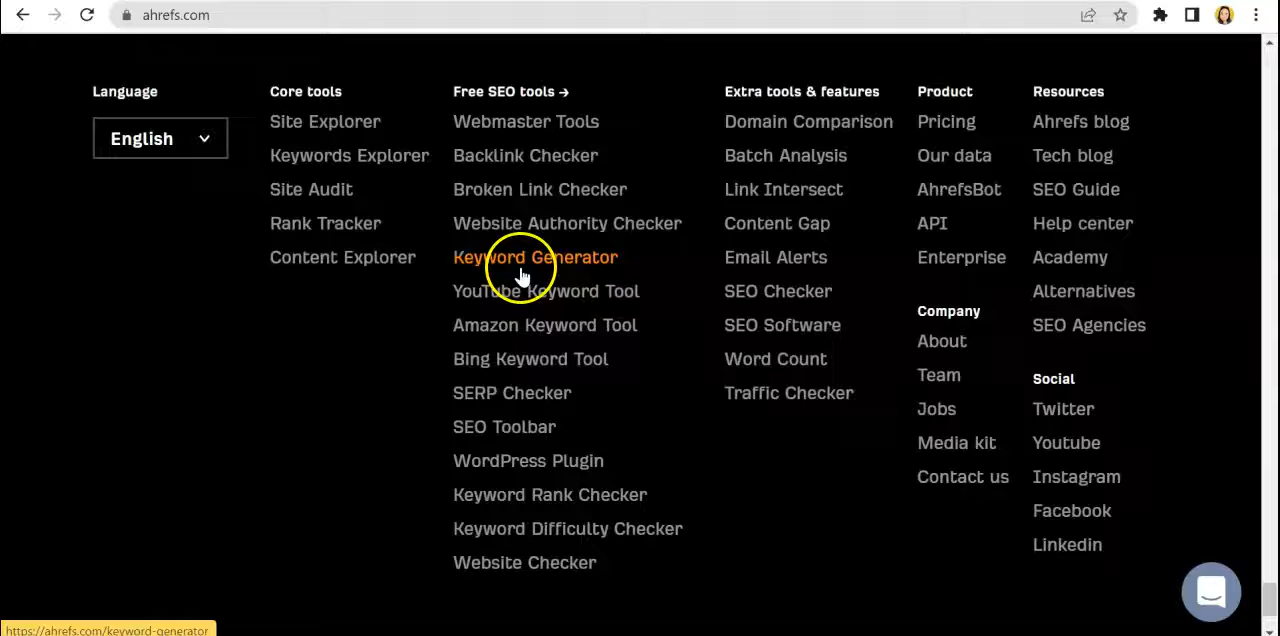 ahrefs.com
Language
English
Core tools
Site Explorer
Keywords Explorer
Site Audit
Rank Tracker
Content Explorer
Free SEO tools →
Webmaster Tools
Backlink Checker
Broken Link Checker
Website Authority Checker
Keyword Generator
YouTube Keyword Tool
Amazon Keyword Tool
Bing Keyword Tool
SERP Checker
SEO Toolbar
WordPress Plugin
Keyword Rank Checker
Keyword Difficulty Checker
Website Checker
Extra tools & features
Domain Comparison
Batch Analysis
Link Intersect
Content Gap
Email Alerts
SEO Checker
SEO Software
Word Count
Traffic Checker
Product
Pricing
Our data
AhrefsBot
API
Enterprise
Company
About
Team
Jobs
Media kit
Contact us
Resources
Ahrefs blog
Tech blog
SEO Guide
Help center
Academy
Alternatives
SEO Agencies
Social
Twitter
Youtube
Instagram
Facebook
Linkedin
https://ahrefs.com/keyword-generator